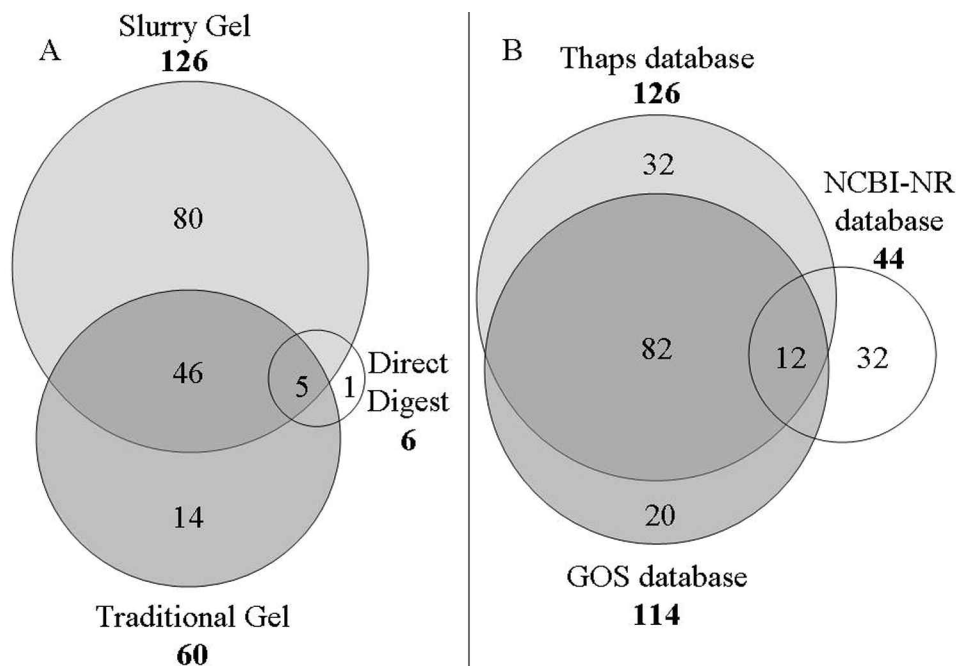 A
Slurry Gel
126
80
46
5
1
Direct
Digest
6
14
Traditional Gel
60
B
Thaps database
126
32
NCBI-NR
database
44
82
12
32
20
GOS database
114